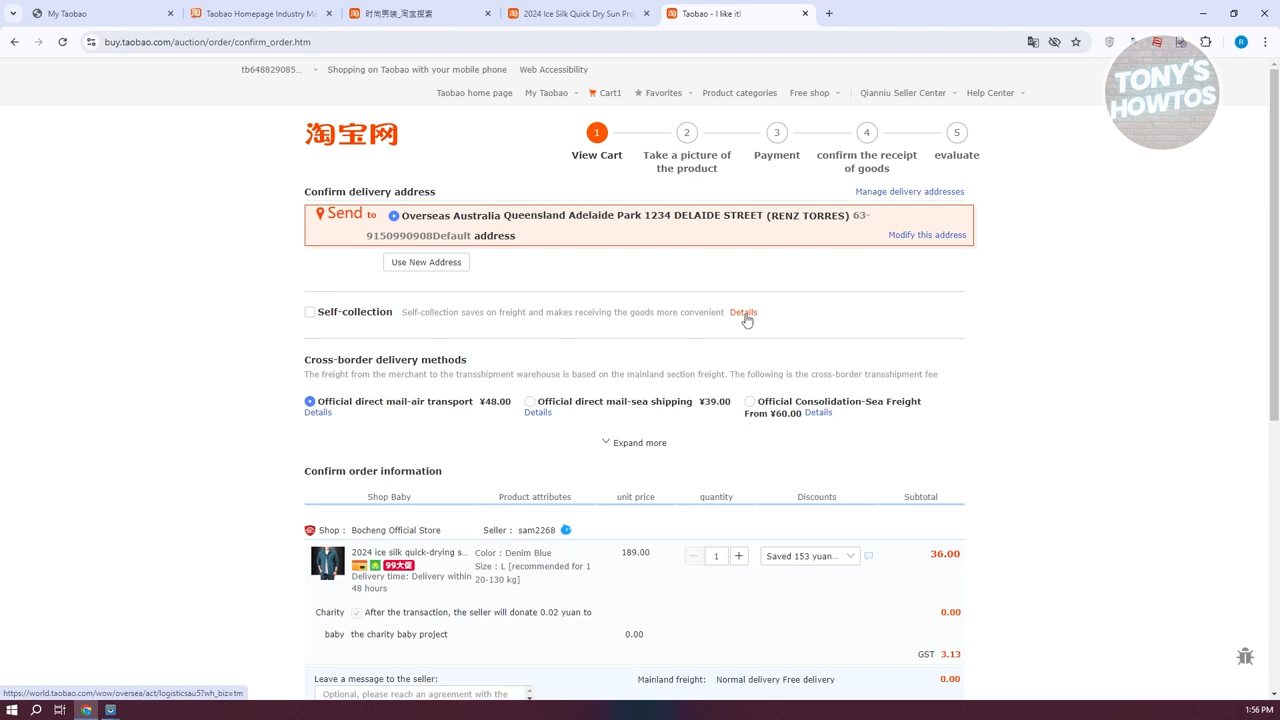 My Taobao
Taobao Homepage Industry Ma
时尚男装_淘宝搜索
2024 Ice Silk Quick Dry Sun Pro
Taobao - I like it!
buy.taobao.com/auction/order/confirm_order.htm
R
TONY'S
HOWTOS
tb648829085... Shopping on Taobao with your mobile phone Web Accessibility
Taobao home page My Taobao Cart1 Favorites Product categories Free shop Qianniu Seller Center Help Center
淘宝网
1 2 3 4 5
View Cart Take a picture of Payment confirm the receipt evaluate
the product of goods
Confirm delivery address Manage delivery addresses
Send to Overseas Australia Queensland Adelaide Park 1234 DELAIDE STREET (RENZ TORRES) 63-
9150990908Default address Modify this address
Use New Address
Self-collection Self-collection saves on freight and makes receiving the goods more convenient Details
Cross-border delivery methods
The freight from the merchant to the transshipment warehouse is based on the mainland section freight. The following is the cross-border transshipment fee
Official direct mail-air transport ¥48.00 Official direct mail-sea shipping ¥39.00 Official Consolidation-Sea Freight
Details Details From ¥60.00 Details
Expand more
Confirm order information
Shop Baby Product attributes unit price quantity Discounts Subtotal
Shop : Bocheng Official Store Seller : sam2268
2024 ice silk quick-drying s... Color : Denim Blue 189.00 1 Saved 153 yuan... 36.00
99大促 Size : L [recommended for 1
Delivery time: Delivery within 20-130 kg]
48 hours
Charity After the transaction, the seller will donate 0.02 yuan to 0.00
baby the charity baby project 0.00
GST 3.13
Leave a message to the seller: Mainland freight: Normal delivery Free delivery 0.00
Optional, please reach an agreement with the
https://world.taobao.com/wow/oversea/act/logisticsau5?wh_biz=tm
1:56 PM